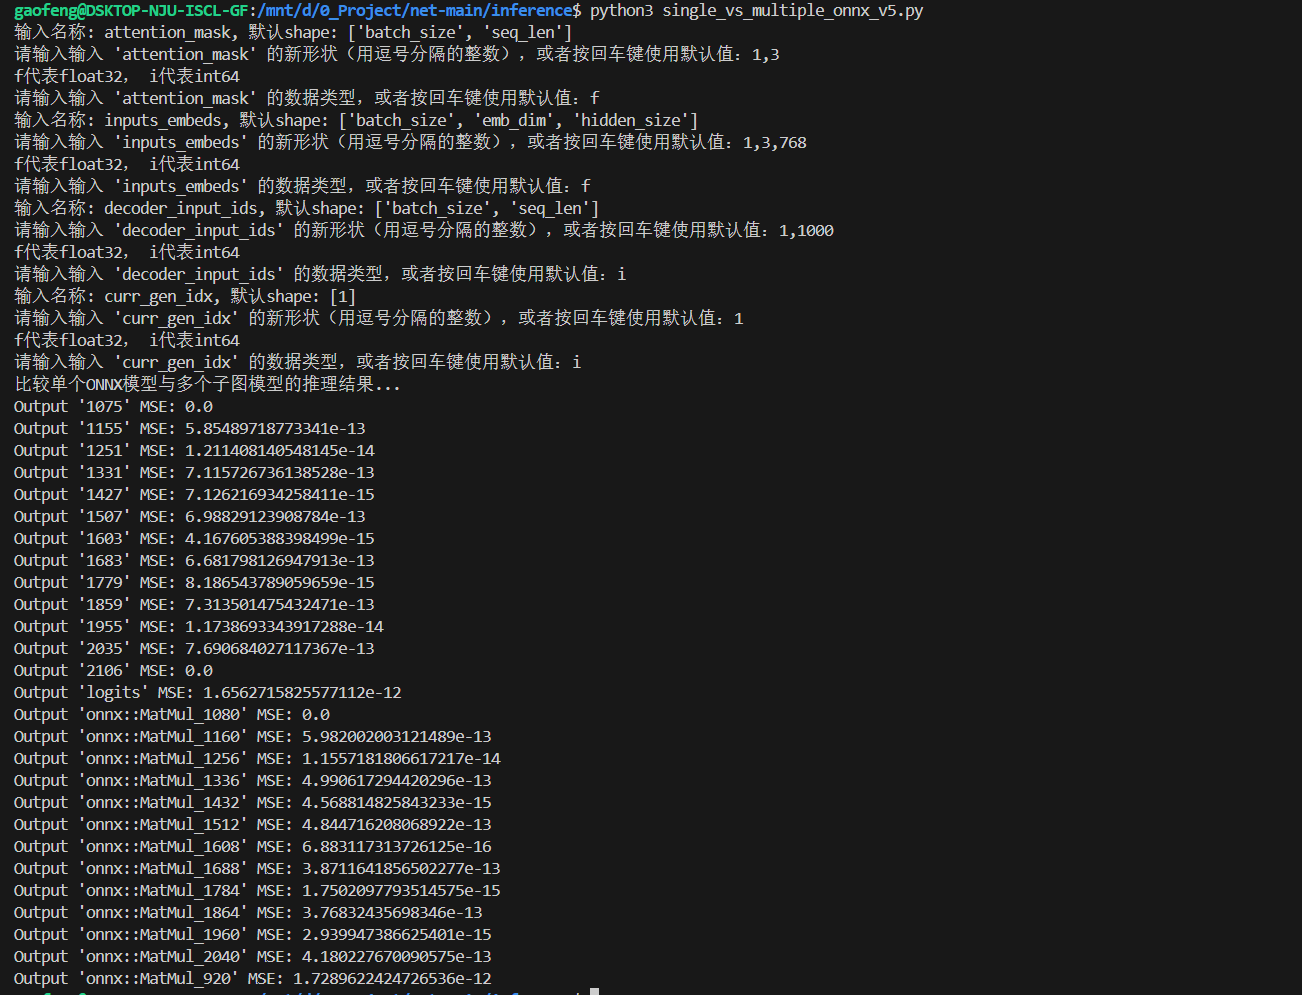 gaofeng@DSKTOP-NJU-ISCL-GF:/mnt/d/0_Project/net-main/inference$ python3 single_vs_multiple_onnx_v5.py
输入名称: attention_mask, 默认shape: ['batch_size', 'seq_len']
请输入输入 'attention_mask' 的新形状（用逗号分隔的整数），或者按回车键使用默认值: 1,3
f代表float32， i代表int64
请输入输入 'attention_mask' 的数据类型，或者按回车键使用默认值: f
输入名称: inputs_embeds, 默认shape: ['batch_size', 'emb_dim', 'hidden_size']
请输入输入 'inputs_embeds' 的新形状（用逗号分隔的整数），或者按回车键使用默认值: 1,3,768
f代表float32， i代表int64
请输入输入 'inputs_embeds' 的数据类型，或者按回车键使用默认值: f
输入名称: decoder_input_ids, 默认shape: ['batch_size', 'seq_len']
请输入输入 'decoder_input_ids' 的新形状（用逗号分隔的整数），或者按回车键使用默认值: 1,1000
f代表float32， i代表int64
请输入输入 'decoder_input_ids' 的数据类型，或者按回车键使用默认值: i
输入名称: curr_gen_idx, 默认shape: [1]
请输入输入 'curr_gen_idx' 的新形状（用逗号分隔的整数），或者按回车键使用默认值: 1
f代表float32， i代表int64
请输入输入 'curr_gen_idx' 的数据类型，或者按回车键使用默认值: i
比较单个ONNX模型与多个子图模型的推理结果...
Output '1075' MSE: 0.0
Output '1155' MSE: 5.85489718773341e-13
Output '1251' MSE: 1.211408140548145e-14
Output '1331' MSE: 7.115726736138528e-13
Output '1427' MSE: 7.126216934258411e-15
Output '1507' MSE: 6.98829123908784e-13
Output '1603' MSE: 4.167605388398499e-15
Output '1683' MSE: 6.681798126947913e-13
Output '1779' MSE: 8.186543789059659e-15
Output '1859' MSE: 7.313501475432471e-13
Output '1955' MSE: 1.1738693343917288e-14
Output '2035' MSE: 7.690684027117367e-13
Output '2106' MSE: 0.0
Output 'logits' MSE: 1.6562715825577112e-12
Output 'onnx::MatMul_1080' MSE: 0.0
Output 'onnx::MatMul_1160' MSE: 5.982002003121489e-13
Output 'onnx::MatMul_1256' MSE: 1.1557181806617217e-14
Output 'onnx::MatMul_1336' MSE: 4.990617294420296e-13
Output 'onnx::MatMul_1432' MSE: 4.568814825843233e-15
Output 'onnx::MatMul_1512' MSE: 4.844716208068922e-13
Output 'onnx::MatMul_1608' MSE: 6.883117313726125e-16
Output 'onnx::MatMul_1688' MSE: 3.8711641856502277e-13
Output 'onnx::MatMul_1784' MSE: 1.7502097793514575e-15
Output 'onnx::MatMul_1864' MSE: 3.76832435698346e-13
Output 'onnx::MatMul_1960' MSE: 2.939947386625401e-15
Output 'onnx::MatMul_2040' MSE: 4.180227670090575e-13
Output 'onnx::MatMul_920' MSE: 1.7289622424726536e-12